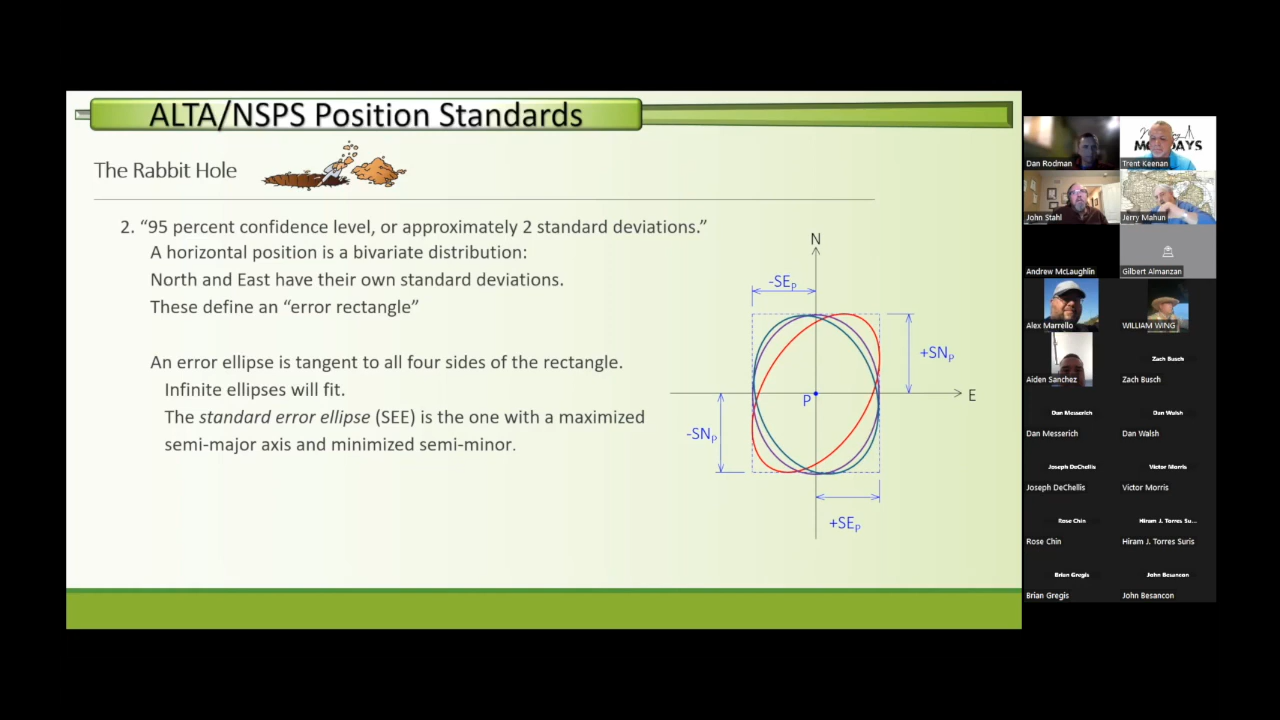 ALTA/NSPS Position Standards
The Rabbit Hole
2. “95 percent confidence level, or approximately 2 standard deviations.”
A horizontal position is a bivariate distribution:
North and East have their own standard deviations.
These define an “error rectangle”
An error ellipse is tangent to all four sides of the rectangle.
Infinite ellipses will fit.
The standard error ellipse (SEE) is the one with a maximized
semi-major axis and minimized semi-minor.
N
-SEP
+SNP
P
E
-SNP
+SEP
Dan Rodman
Trent Keenan
MONDAYS
John Stahl
Jerry Mahun
Andrew McLaughlin
Gilbert Almanzan
Alex Marrello
WILLIAM WING
Aiden Sanchez
Zach Busch
Zach Busch
Dan Messerich
Dan Walsh
Dan Messerich
Dan Walsh
Joseph DeChellis
Victor Morris
Joseph DeChellis
Victor Morris
Rose Chin
Hiram J. Torres Su...
Rose Chin
Hiram J. Torres Suris
Brian Gregis
John Besancon
Brian Gregis
John Besancon